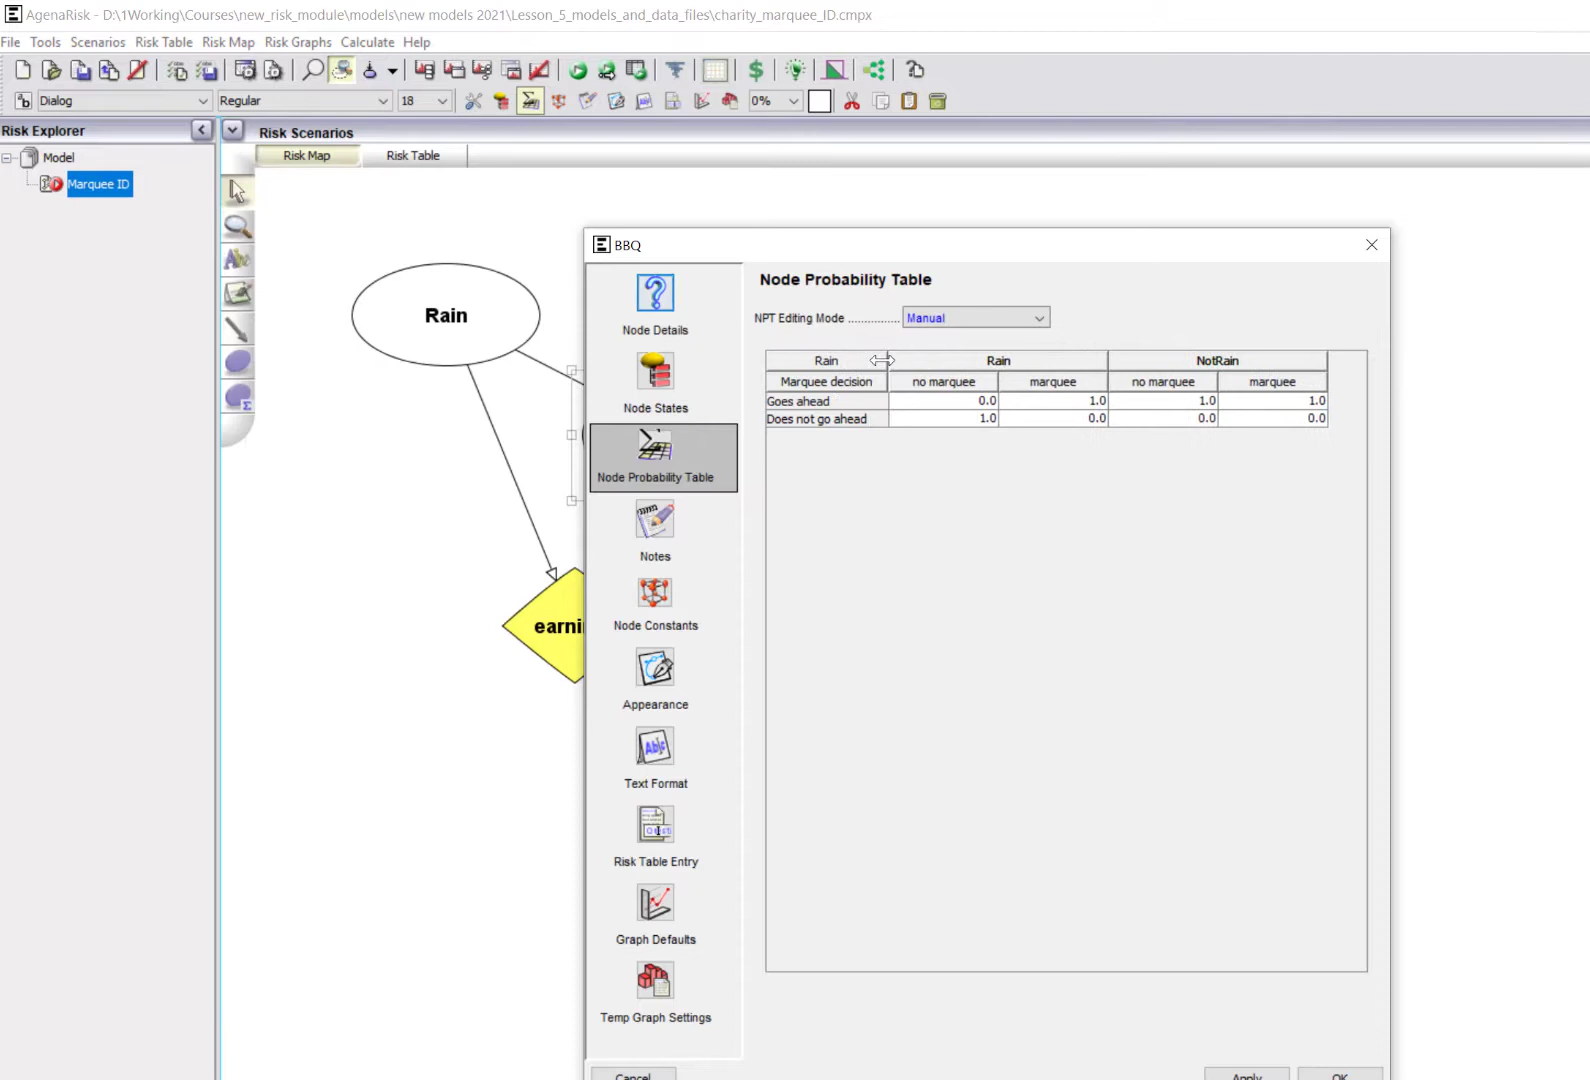 AgenaRisk - D:\1Working\Courses\new_risk_module\models\new models 2021\Lesson_5_models_and_data_files\charity_marquee_ID.cmpx
File Tools Scenarios Risk Table Risk Map Risk Graphs Calculate Help
Dialog Regular 18 0%
Risk Explorer
Risk Scenarios
Model
Marquee ID
Risk Map Risk Table
Rain
earni
BBQ
Node Details
Node States
Node Probability Table
Notes
Node Constants
Appearance
Text Format
Risk Table Entry
Graph Defaults
Temp Graph Settings
Node Probability Table
NPT Editing Mode ............... Manual
Rain Rain NotRain
Marquee decision no marquee marquee no marquee marquee
Goes ahead 0.0 1.0 1.0 1.0
Does not go ahead 1.0 0.0 0.0 0.0
Cancel Apply OK